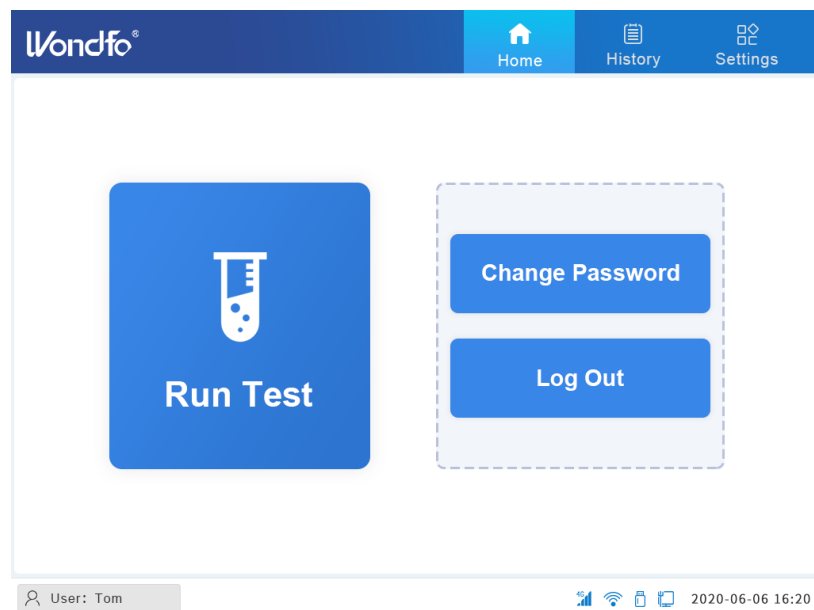 Wondfo®
Home
History
Settings
Run Test
Change Password
Log Out
User: Tom
4G
2020-06-06 16:20